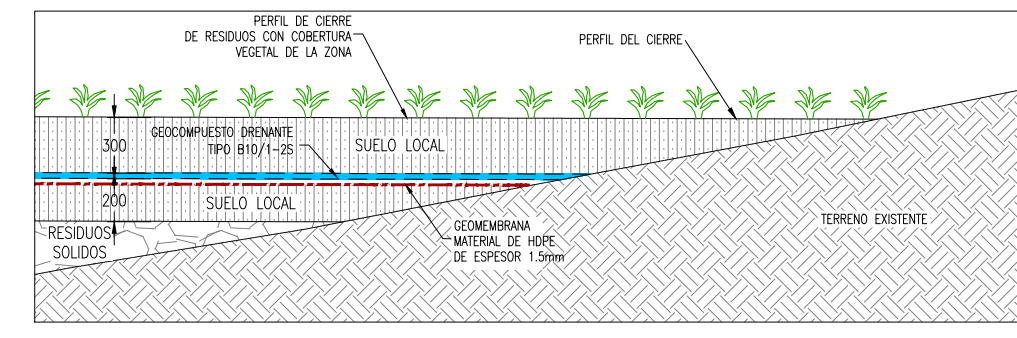 PERFIL DE CIERRE
DE RESIDUOS CON COBERTURA
VEGETAL DE LA ZONA
PERFIL DEL CIERRE
GEOCOMPUESTO DRENANTE
TIPO B10/1-2S
300
SUELO LOCAL
200
SUELO LOCAL
RESIDUOS
SOLIDOS
GEOMEMBRANA
MATERIAL DE HDPE
DE ESPESOR 1.5mm
TERRENO EXISTENTE